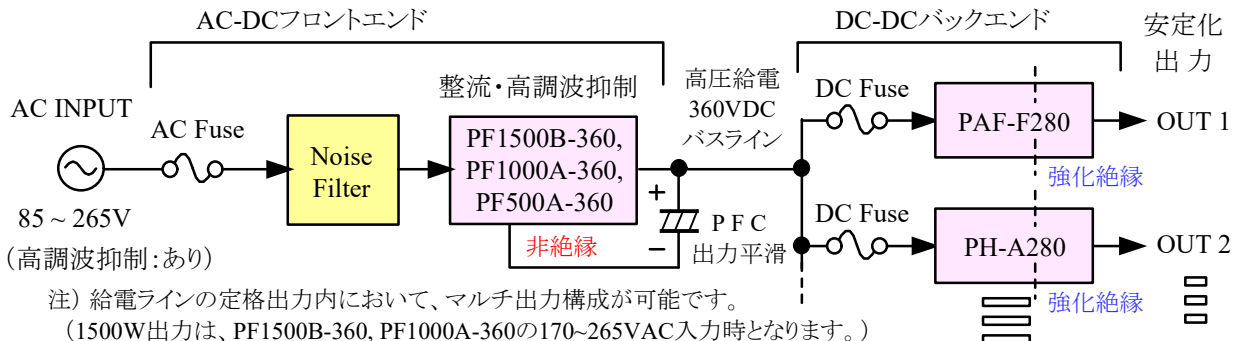 AC-DCフロントエンド
DC-DCバックエンド
安定化
出 力
AC INPUT
AC Fuse
Noise
Filter
整流・高調波抑制
PF1500B-360,
PF1000A-360,
PF500A-360
高圧給電
360VDC
バスライン
DC Fuse
PAF-F280
OUT 1
強化絶縁
85 ~ 265V
(高調波抑制:あり)
非絶縁
+
−
P F C
出力平滑
DC Fuse
PH-A280
OUT 2
強化絶縁
注) 給電ラインの定格出力内において、マルチ出力構成が可能です。
(1500W出力は、PF1500B-360, PF1000A-360の170~265VAC入力時となります。)